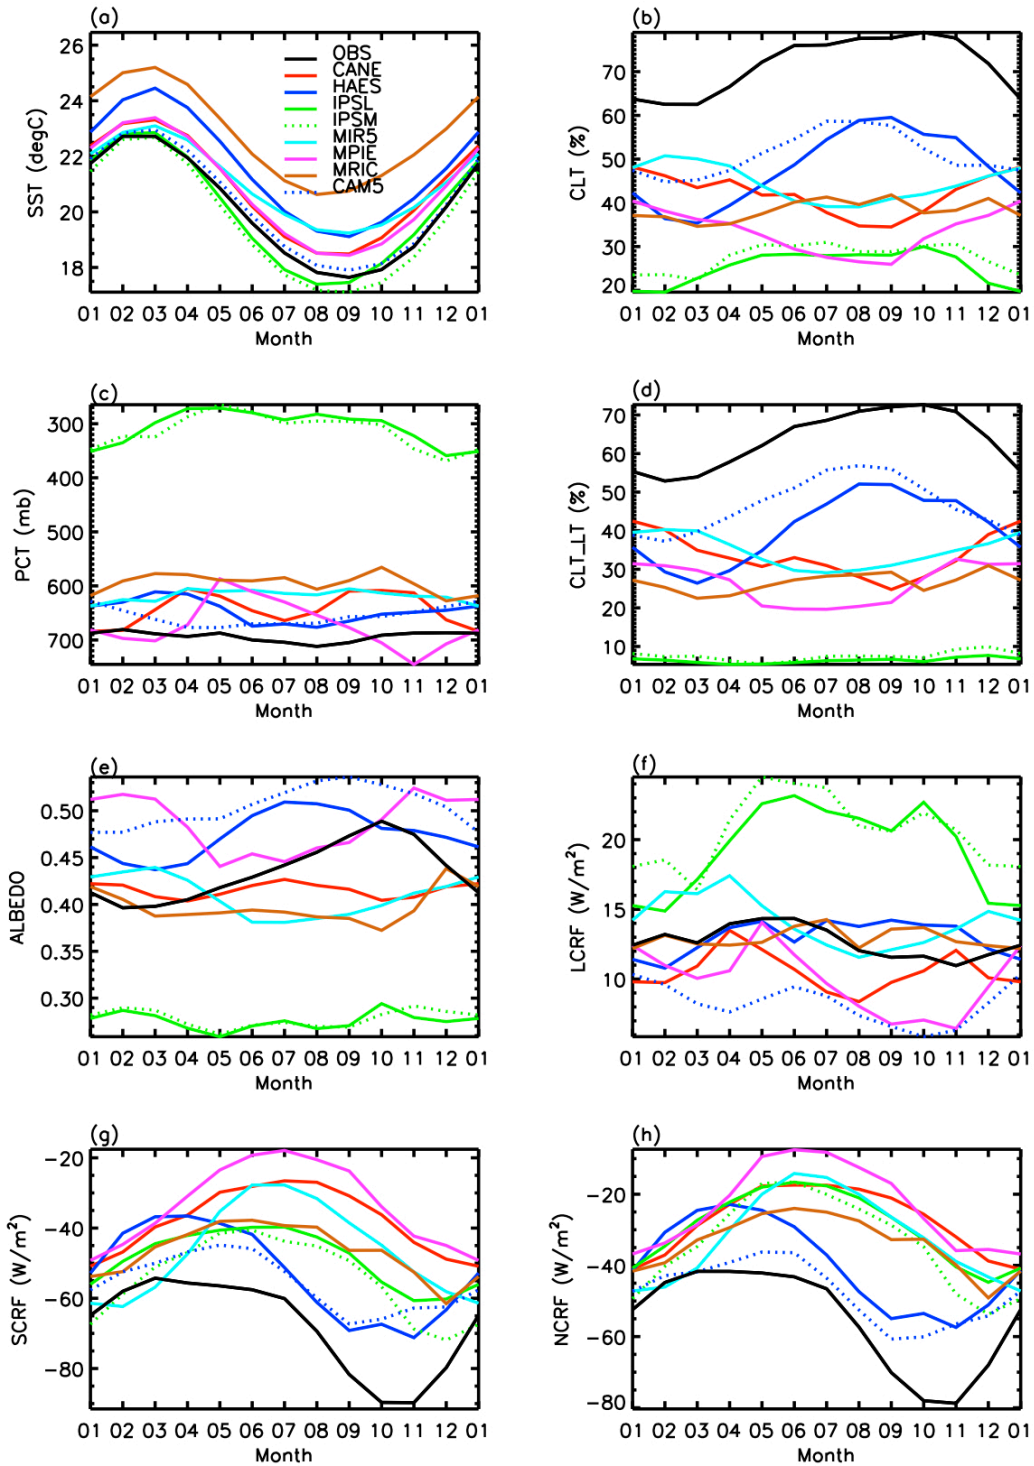 (a)
SST (degC)
26
24
22
20
18
OBS
CANE
HAES
IPSL
IPSM
MIR5
MPIE
MRIC
CAM5
01 02 03 04 05 06 07 08 09 10 11 12 01
Month
(b)
CLT (%)
70
60
50
40
30
20
01 02 03 04 05 06 07 08 09 10 11 12 01
Month
(c)
PCT (mb)
300
400
500
600
700
01 02 03 04 05 06 07 08 09 10 11 12 01
Month
(d)
CLT_LT (%)
70
60
50
40
30
20
10
01 02 03 04 05 06 07 08 09 10 11 12 01
Month
(e)
ALBEDO
0.50
0.45
0.40
0.35
0.30
01 02 03 04 05 06 07 08 09 10 11 12 01
Month
(f)
LCRF (W/m²)
20
15
10
01 02 03 04 05 06 07 08 09 10 11 12 01
Month
(g)
SCRF (W/m²)
−20
−40
−60
−80
01 02 03 04 05 06 07 08 09 10 11 12 01
Month
(h)
NCRF (W/m²)
−20
−40
−60
−80
01 02 03 04 05 06 07 08 09 10 11 12 01
Month